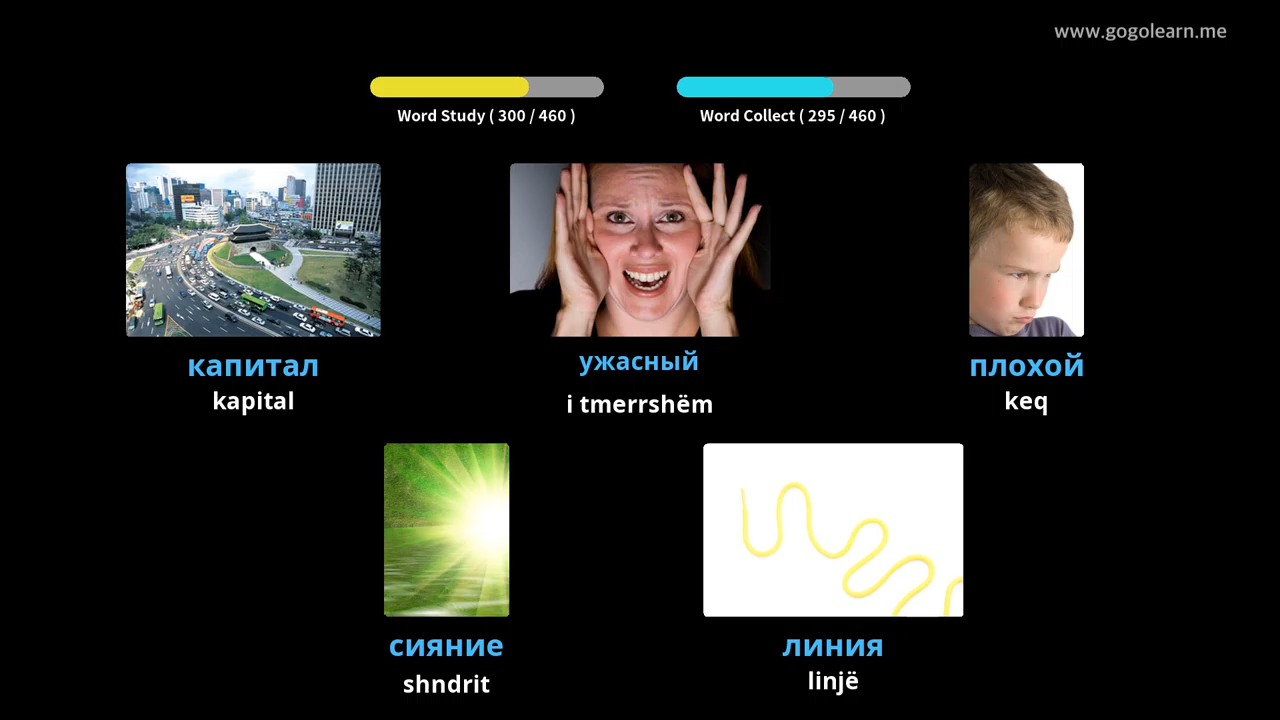 www.gogolearn.me
Word Study ( 300 / 460 )
Word Collect ( 295 / 460 )
капитал
kapital
ужасный
i tmerrshëm
плохой
keq
сияние
shndrit
линия
linjë